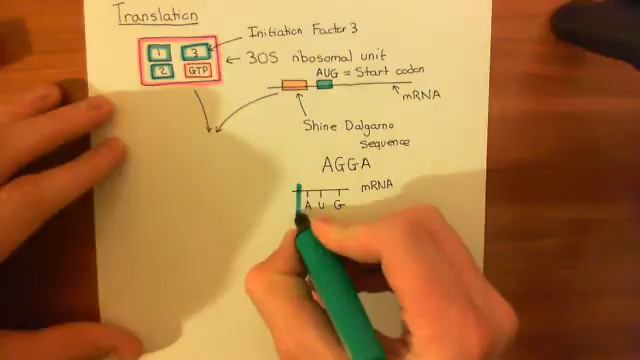 Translation
Initiation Factor 3
1 3
2 GTP
30S ribosomal unit
AUG = Start codon
mRNA
Shine Dalgarno
Sequence
AGGA
mRNA
A U G